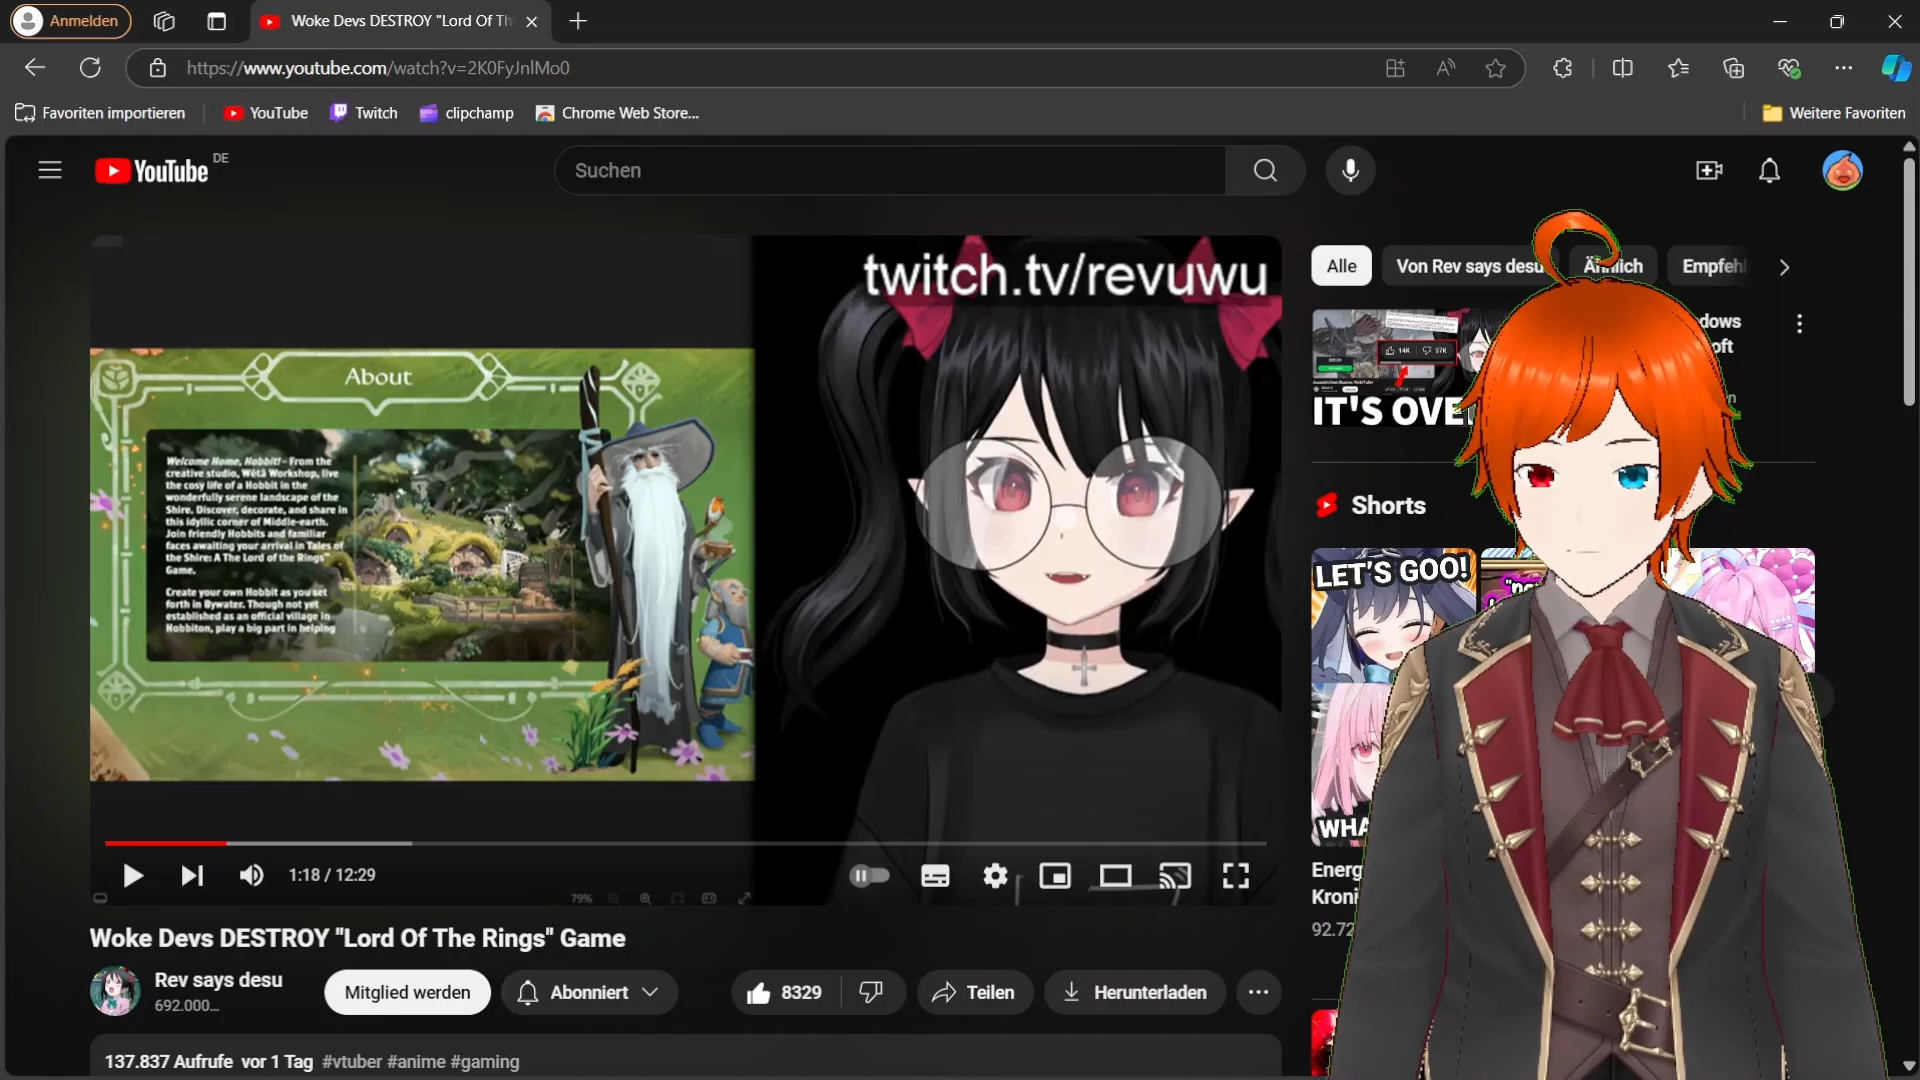 Anmelden
Woke Devs DESTROY "Lord Of Th
https://www.youtube.com/watch?v=2K0FyJnlMo0
Favoriten importieren
YouTube
Twitch
clipchamp
Chrome Web Store...
Weitere Favoriten
YouTube DE
Suchen
twitch.tv/revuwu
About
Welcome Home, Hobbit! - From the
creative studio, Wētā Workshop, live
the cosy life of a Hobbit in the
wonderfully serene landscape of the
Shire. Discover, decorate, and share in
this idyllic corner of Middle-earth.
Join friendly Hobbits and familiar
faces awaiting your arrival in Tales of
the Shire: A The Lord of the Rings™
Game.
Create your own Hobbit as you set
forth in Bywater. Though not yet
established as an official village in
Hobbiton, play a big part in helping
1:18 / 12:29
79%
Woke Devs DESTROY "Lord Of The Rings" Game
Rev says desu
692.000...
Mitglied werden
Abonniert
8329
Teilen
Herunterladen
137.837 Aufrufe vor 1 Tag #vtuber #anime #gaming
Alle
Von Rev says desu
Ähnlich
Empfehl
14K
37K
IT'S OVE
dows
oft
Shorts
LET'S GOO!
WHA
Energ
Kroni
92.72